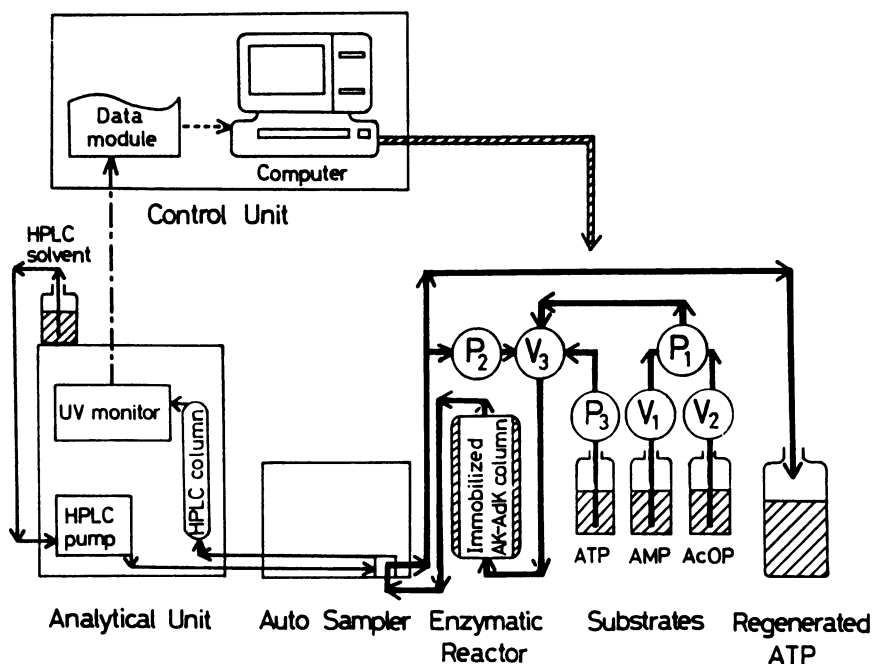 Data
module
Computer
Control Unit
HPLC
solvent
UV monitor
HPLC column
HPLC
pump
Analytical Unit
Auto Sampler
P2
V3
P1
P3
V1
V2
Immobilized
AK-AdK column
ATP
AMP
AcOP
Enzymatic
Reactor
Substrates
Regenerated
ATP